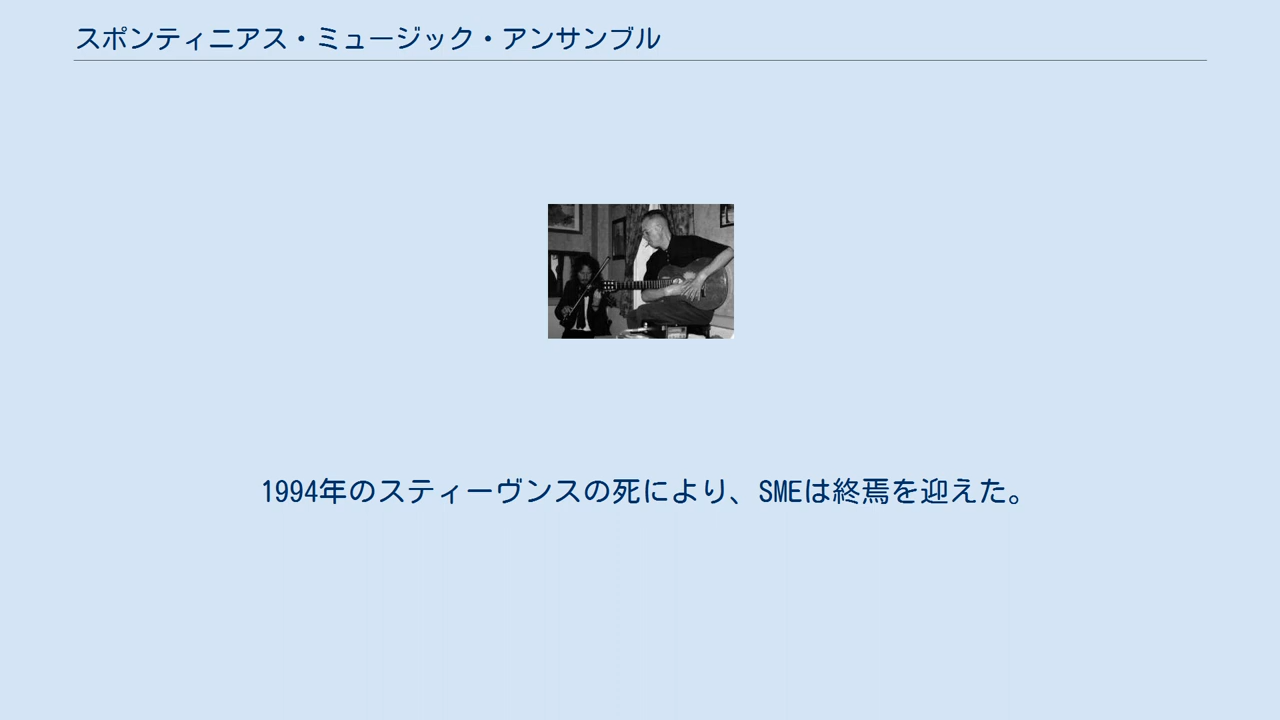 スポンティニアス・ミュージック・アンサンブル
1994年のスティーヴンスの死により、SMEは終焉を迎えた。